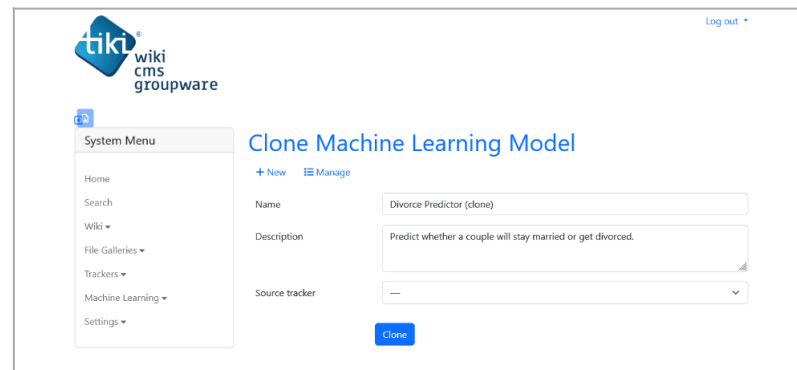 Log out
tiki®
wiki
cms
groupware
System Menu
Home
Search
Wiki
File Galleries
Trackers
Machine Learning
Settings
Clone Machine Learning Model
+ New Manage
Name Divorce Predictor (clone)
Description Predict whether a couple will stay married or get divorced.
Source tracker —
Clone